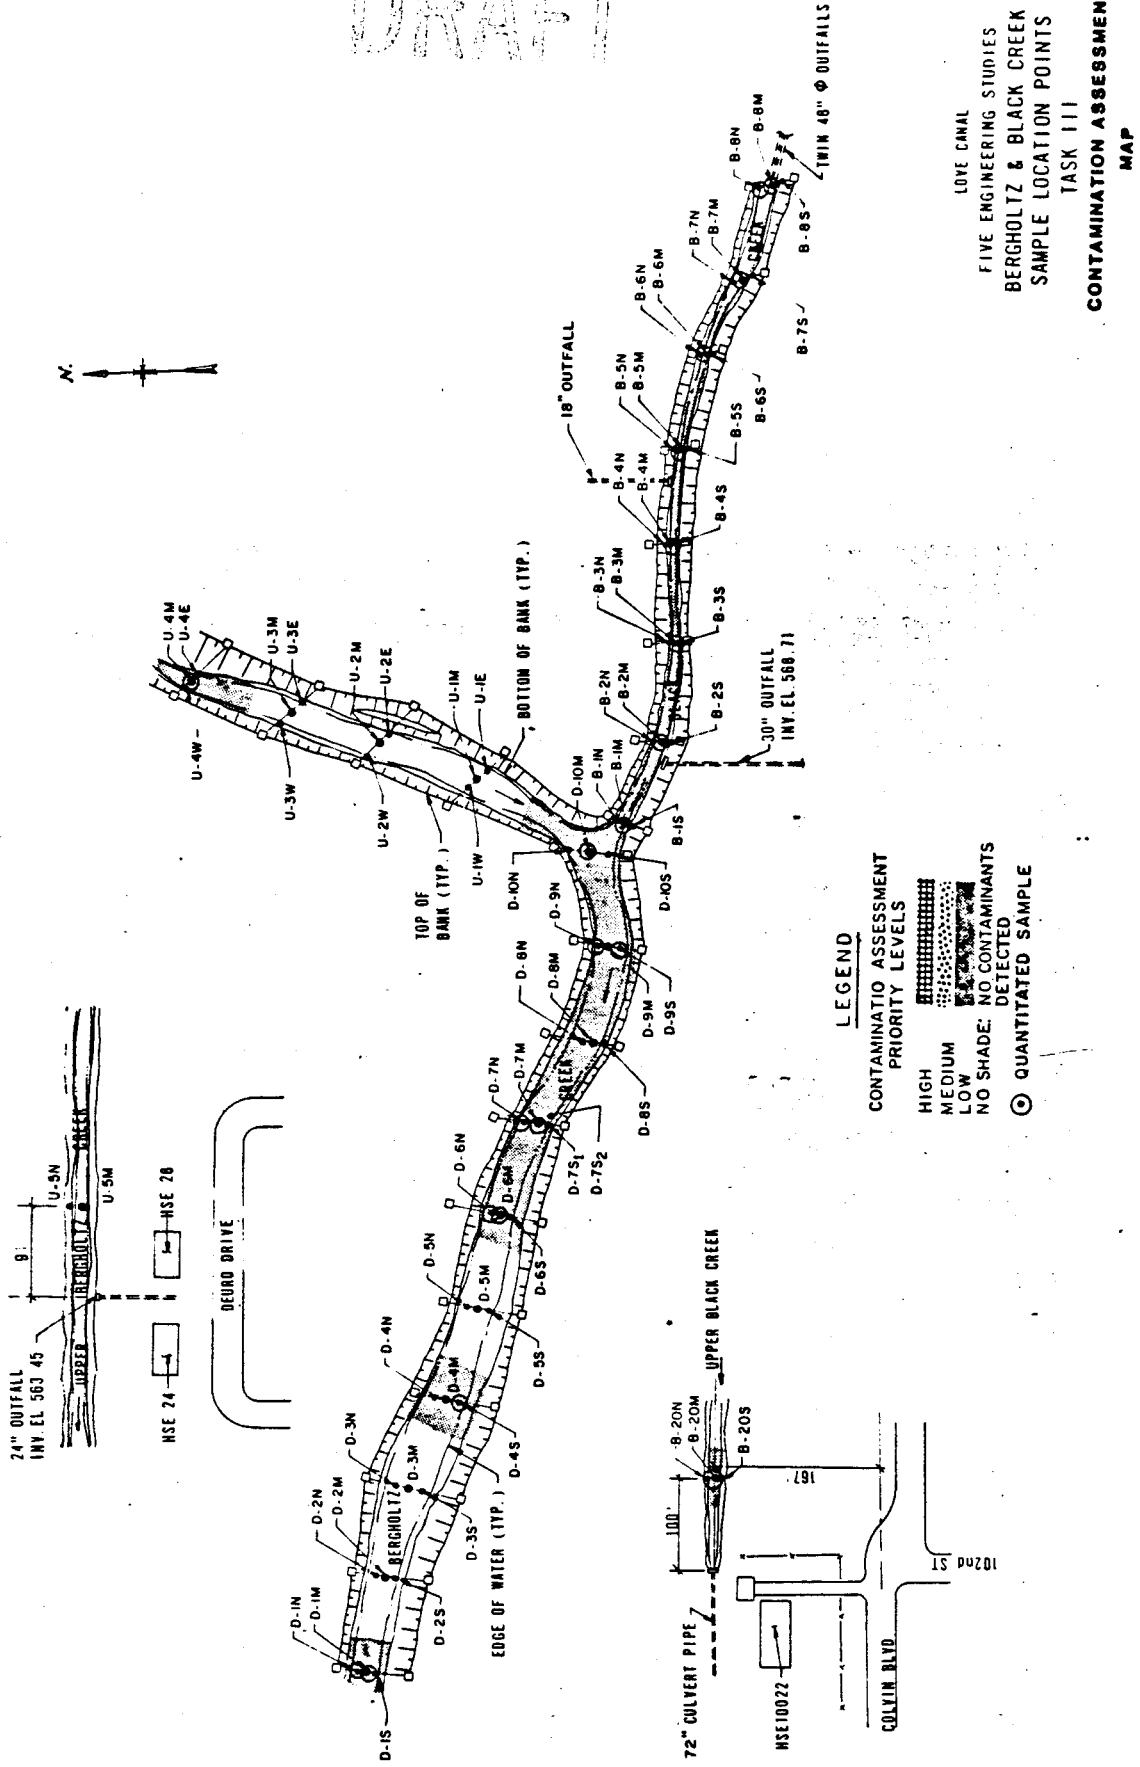 DRAFT
LOVE CANAL
FIVE ENGINEERING STUDIES
BERGHOLTZ & BLACK CREEK
SAMPLE LOCATION POINTS
TASK III
CONTAMINATION ASSESSMEN
MAP
N.
TWIN 48" Φ OUTFALLS
B-8N
B-8M
B-8S
B-7N
B-7M
B-7S
CREEK
B-6N
B-6M
B-6S
18" OUTFALL
B-5N
B-5M
B-5S
B-4N
B-4M
B-4S
B-3N
B-3M
B-3S
B-2N
B-2M
B-2S
BLACK
30" OUTFALL
INV. EL. 568.71
B-1N
B-1M
B-1S
U-4M
U-4E
U-4W
U-3M
U-3E
U-3W
U-2M
U-2E
U-2W
U-1M
U-1E
U-1W
BOTTOM OF BANK (TYP.)
TOP OF
BANK (TYP.)
D-10M
D-10N
D-10S
D-9N
D-9M
D-9S
D-8N
D-8M
D-8S
CREEK
D-7N
D-7M
D-7S1
D-7S2
D-6N
D-6M
D-6S
D-5N
D-5M
D-5S
D-4N
D-4M
D-4S
D-3N
D-3M
D-3S
BERGHOLTZ
D-2N
D-2M
D-2S
EDGE OF WATER (TYP.)
D-1N
D-1M
D-1S
24" OUTFALL
INV. EL 563 45
UPPER
BERGHOLTZ
CREEK
U-5N
U-5M
HSE 24
HSE 28
DEURO DRIVE
LEGEND
CONTAMINATIO ASSESSMENT
PRIORITY LEVELS
HIGH
MEDIUM
LOW
NO SHADE: NO CONTAMINANTS
DETECTED
QUANTITATED SAMPLE
UPPER BLACK CREEK
B-20N
B-20M
B-20S
100'
167'
72" CULVERT PIPE
HSE10022
COLVIN BLVD
102nd ST